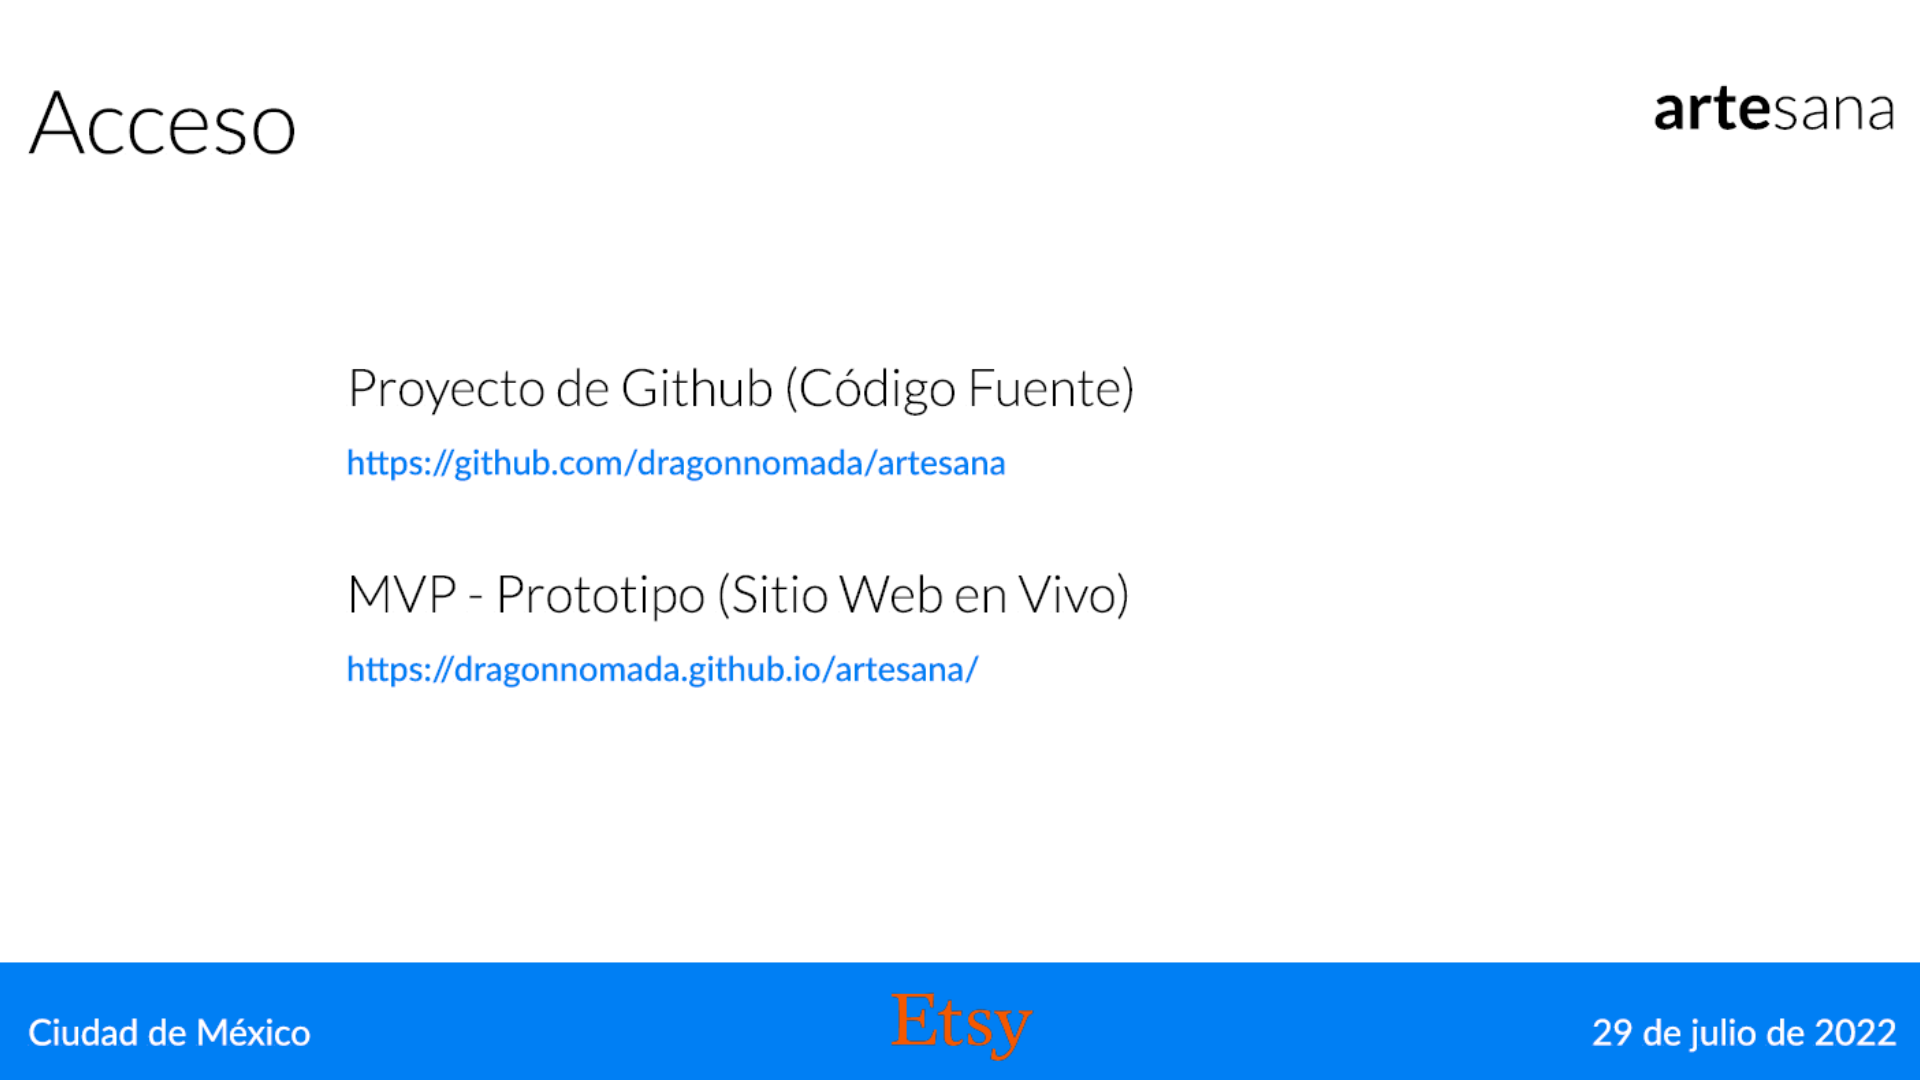 Acceso
artesana
Proyecto de Github (Código Fuente)
https://github.com/dragonnomada/artesana
MVP - Prototipo (Sitio Web en Vivo)
https://dragonnomada.github.io/artesana/
Ciudad de México
Etsy
29 de julio de 2022